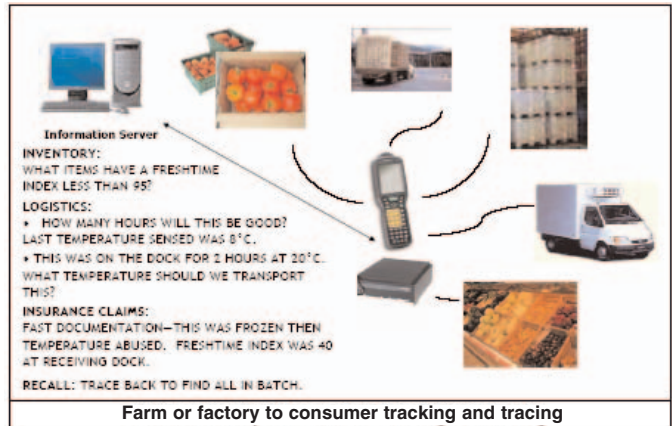 Information Server
INVENTORY:
WHAT ITEMS HAVE A FRESHTIME
INDEX LESS THAN 95?
LOGISTICS:
• HOW MANY HOURS WILL THIS BE GOOD?
LAST TEMPERATURE SENSED WAS 8°C.
• THIS WAS ON THE DOCK FOR 2 HOURS AT 20°C.
WHAT TEMPERATURE SHOULD WE TRANSPORT
THIS?
INSURANCE CLAIMS:
FAST DOCUMENTATION—THIS WAS FROZEN THEN
TEMPERATURE ABUSED. FRESHTIME INDEX WAS 40
AT RECEIVING DOCK.
RECALL: TRACE BACK TO FIND ALL IN BATCH.
Farm or factory to consumer tracking and tracing